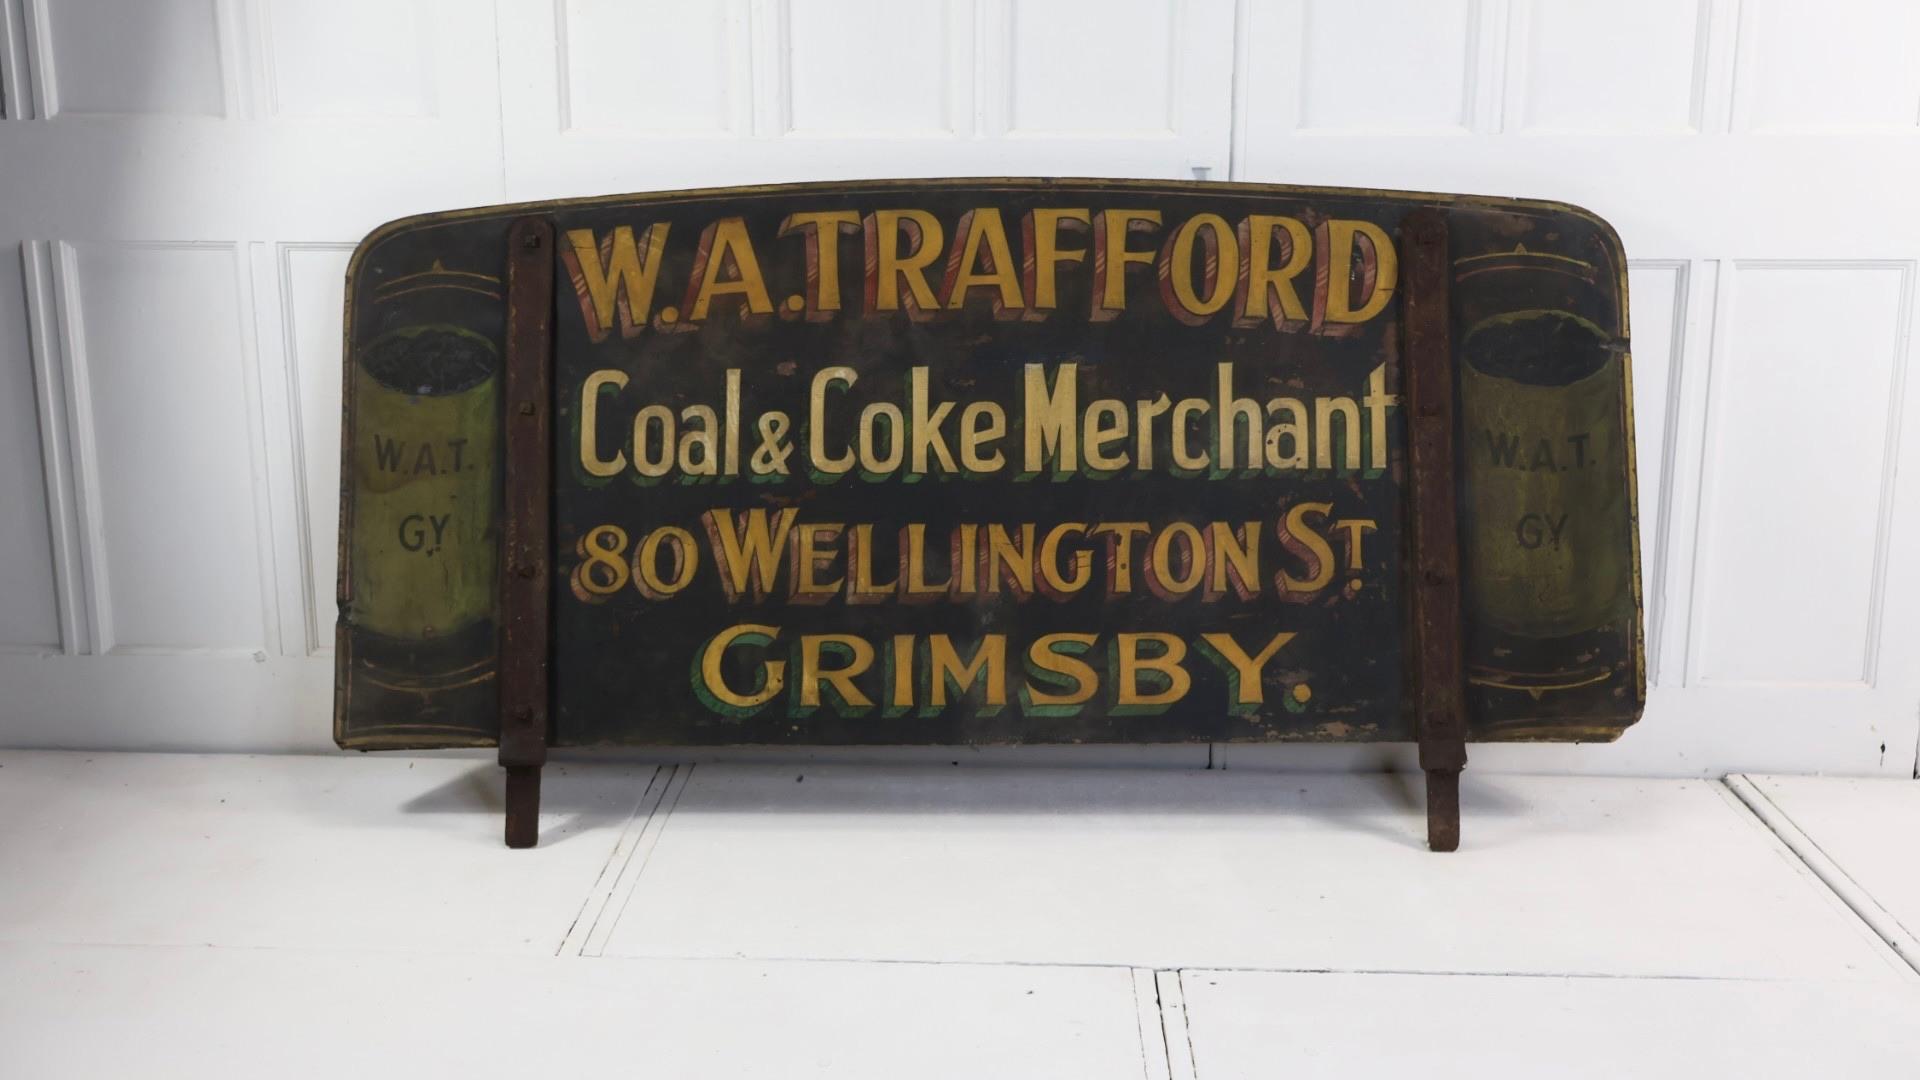 W.A.TRAFFORD
Coal & Coke Merchant
80 WELLINGTON ST.
GRIMSBY.
W.A.T.
GY
W.A.T.
GY